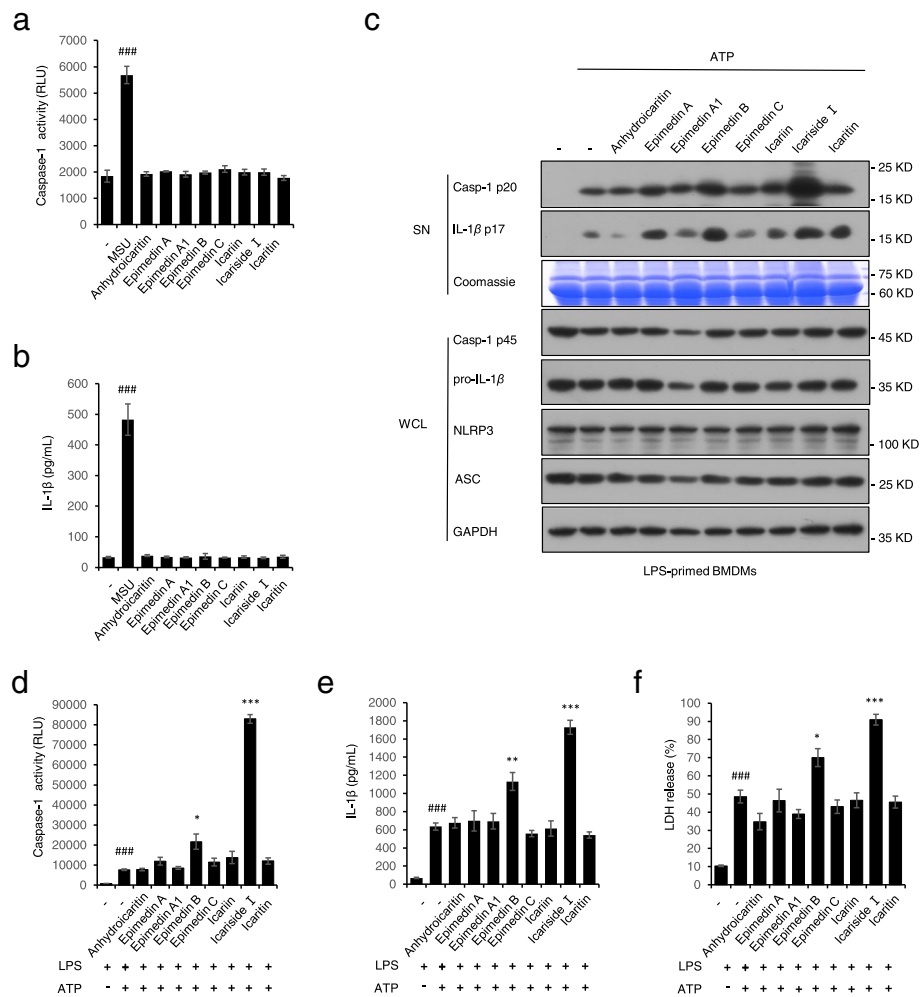 a
Caspase-1 activity (RLU)
7000
6000
5000
4000
3000
2000
1000
0
###
-
MSU
Anhydroicaritin
Epimedin A
Epimedin A1
Epimedin B
Epimedin C
Icariin
Icariside I
Icaritin
b
IL-1β (pg/mL)
600
500
400
300
200
100
0
###
-
MSU
Anhydroicaritin
Epimedin A
Epimedin A1
Epimedin B
Epimedin C
Icariin
Icariside I
Icaritin
c
ATP
-
-
Anhydroicaritin
Epimedin A
Epimedin A1
Epimedin B
Epimedin C
Icariin
Icariside I
Icaritin
SN
Casp-1 p20
- 25 KD
- 15 KD
IL-1β p17
- 15 KD
Coomassie
- 75 KD
- 60 KD
WCL
Casp-1 p45
- 45 KD
pro-IL-1β
- 35 KD
NLRP3
- 100 KD
ASC
- 25 KD
GAPDH
- 35 KD
LPS-primed BMDMs
d
Caspase-1 activity (RLU)
90000
80000
70000
60000
50000
40000
30000
20000
10000
0
###
*
***
-
-
Anhydroicaritin
Epimedin A
Epimedin A1
Epimedin B
Epimedin C
Icariin
Icariside I
Icaritin
LPS + + + + + + + + + +
ATP - + + + + + + + + +
e
IL-1β (pg/mL)
2000
1800
1600
1400
1200
1000
800
600
400
200
0
###
**
***
-
-
Anhydroicaritin
Epimedin A
Epimedin A1
Epimedin B
Epimedin C
Icariin
Icariside I
Icaritin
LPS + + + + + + + + + +
ATP - + + + + + + + + +
f
LDH release (%)
100
90
80
70
60
50
40
30
20
10
0
###
*
***
-
-
Anhydroicaritin
Epimedin A
Epimedin A1
Epimedin B
Epimedin C
Icariin
Icariside I
Icaritin
LPS + + + + + + + + + +
ATP - + + + + + + + + +